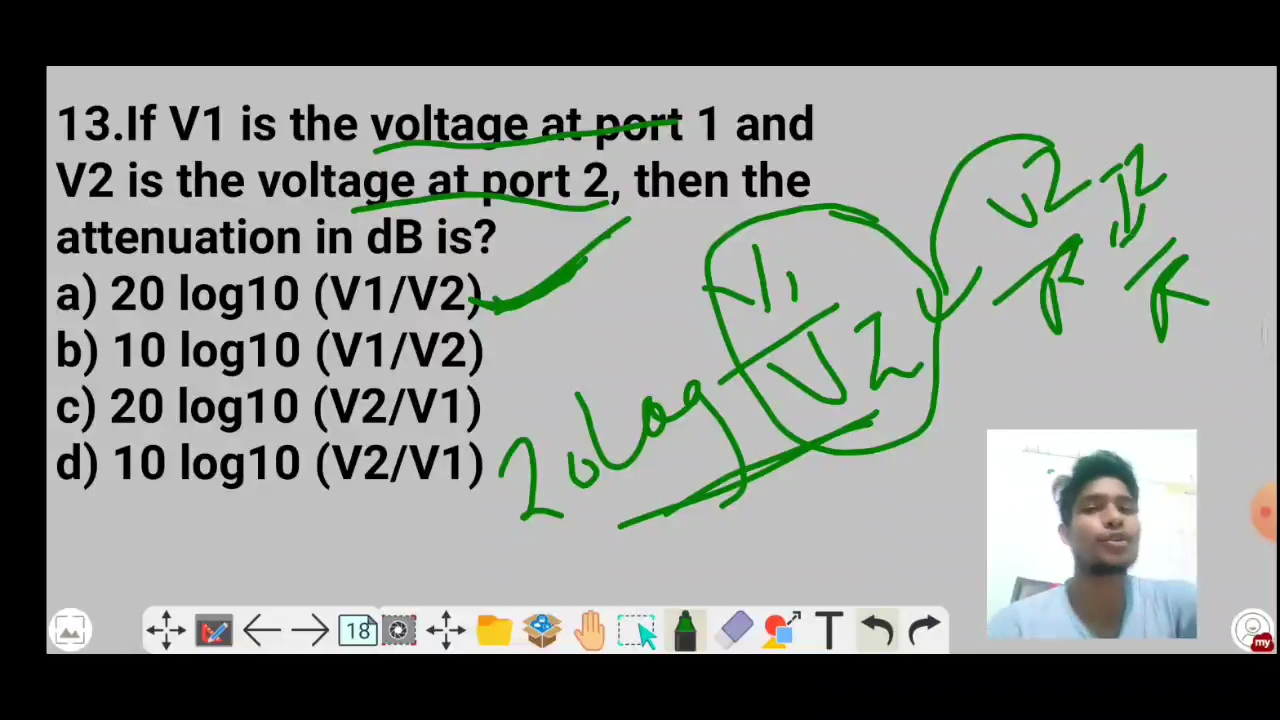 13.If V1 is the voltage at port 1 and
V2 is the voltage at port 2, then the
attenuation in dB is?
a) 20 log10 (V1/V2)
b) 10 log10 (V1/V2)
c) 20 log10 (V2/V1)
d) 10 log10 (V2/V1)
20log V1
V2
V2
R
18
T
my